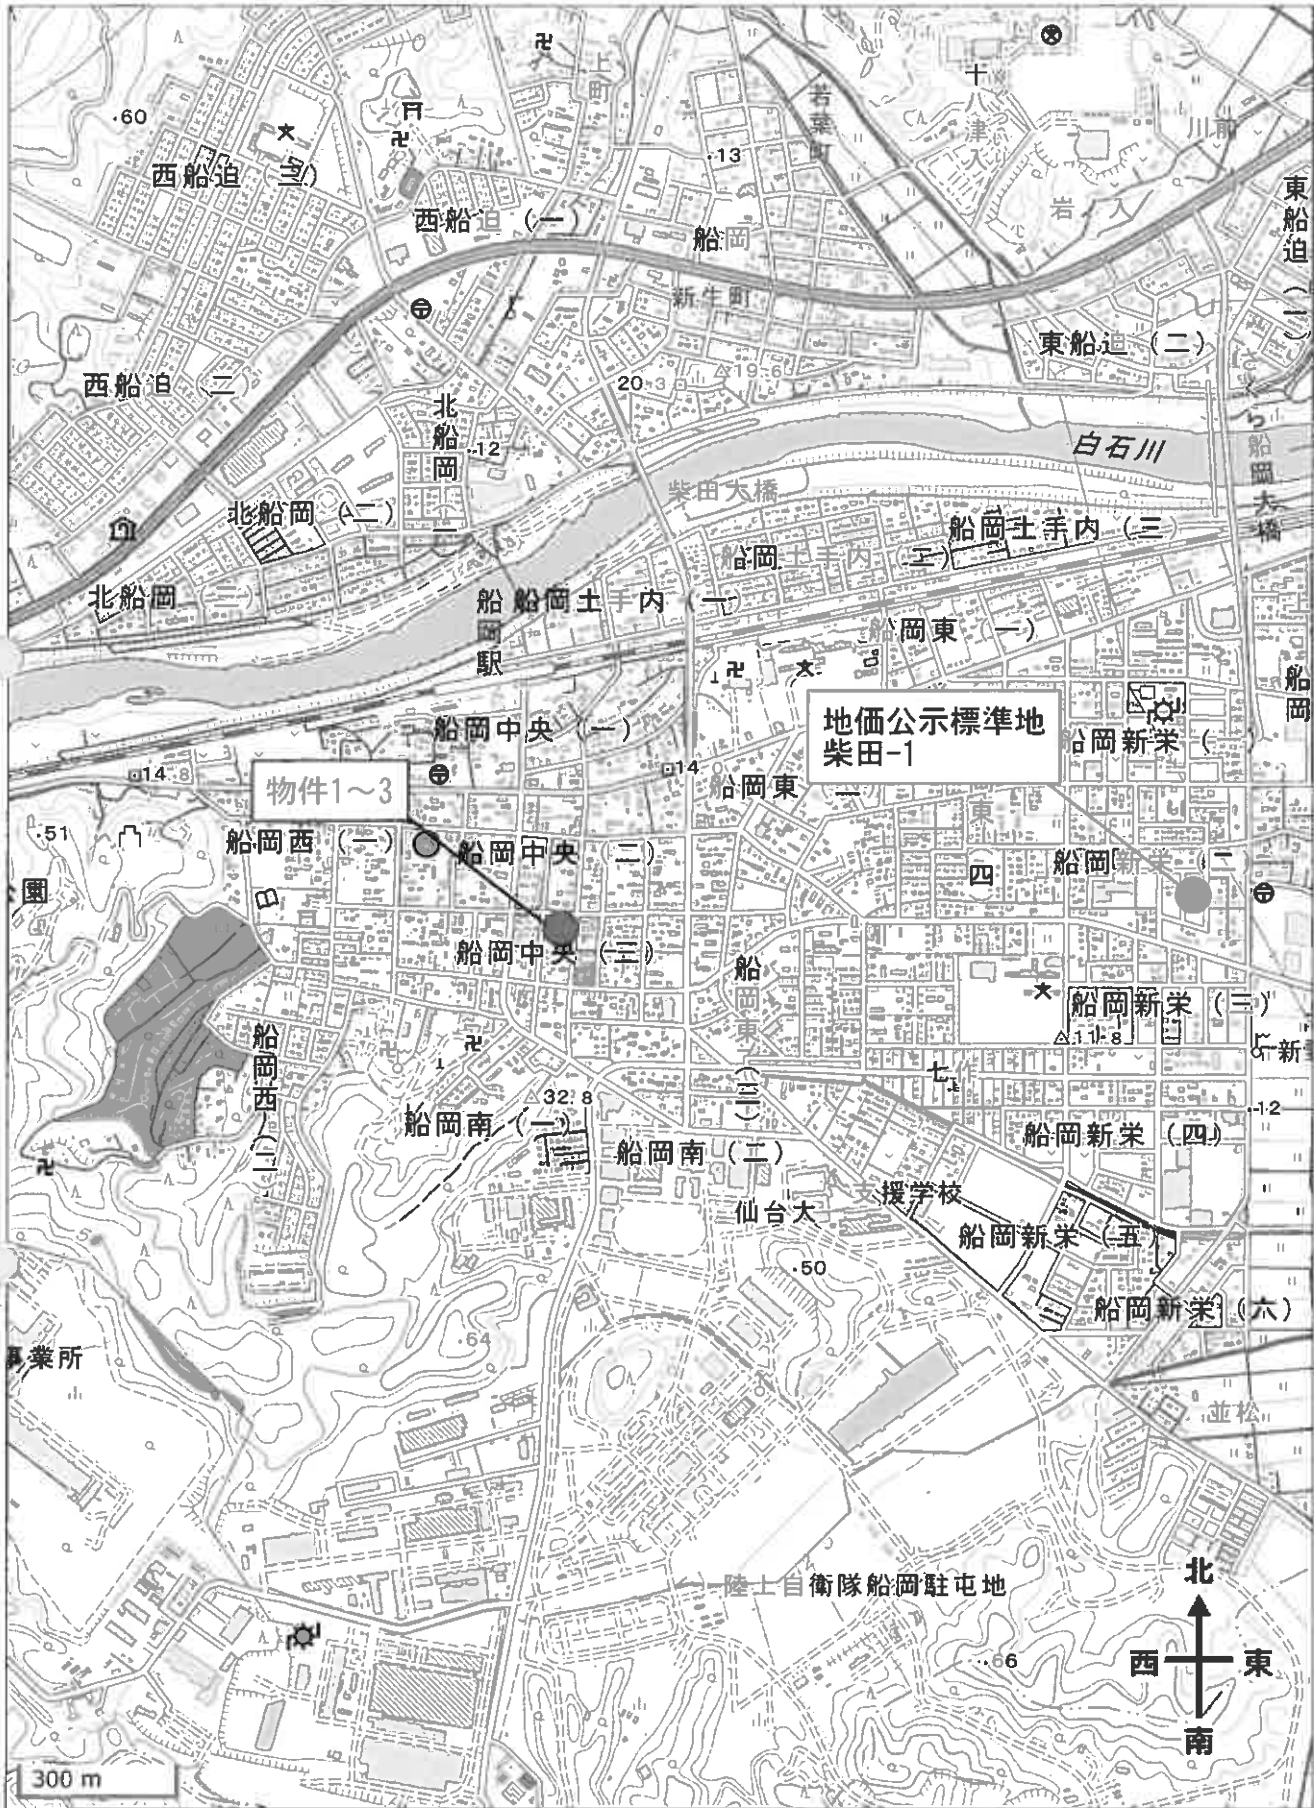 上町
若葉町
十八津入
川前
・60
・13
西船迫(三)
西船迫(一)
船岡
岩ノ入
東船迫(一)
新生町
東船迫(二)
西船迫(二)
20.3
19.6
さくら船岡大橋
北船岡(一)
・12
白石川
柴田大橋
北船岡(二)
船岡土手内(三)
船岡土手内(二)
北船岡(三)
船岡駅
船岡土手内(一)
船岡東(一)
船岡
船岡中央(一)
地価公示標準地
柴田-1
船岡新栄(一)
14.8
14.0
物件1~3
船岡東(二)
・51
船岡西(一)
船岡中央(二)
東
四
船岡新栄(二)
公園
船岡中央(三)
船岡東(三)
船岡新栄(三)
11.8
新
船岡西(二)
七作
32.8
・12
船岡南(一)
船岡南(二)
船岡新栄(四)
支援学校
仙台大
船岡新栄(五)
・50
船岡新栄(六)
・64
事業所
並松
陸上自衛隊船岡駐屯地
北
・66
西
東
南
300 m